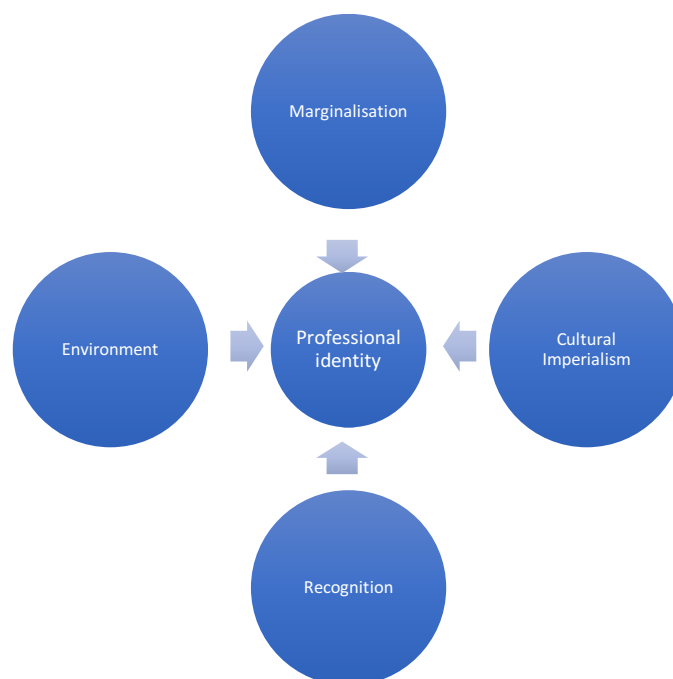 Marginalisation
Environment
Professional
identity
Cultural
Imperialism
Recognition